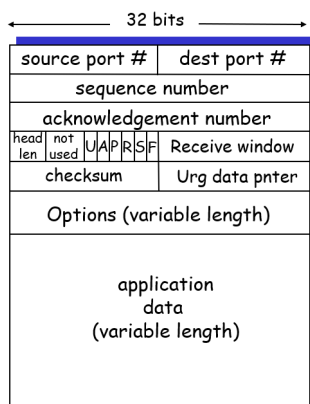 32 bits
source port # dest port #
sequence number
acknowledgement number
head len not used U A P R S F Receive window
checksum Urg data pnter
Options (variable length)
application
data
(variable length)